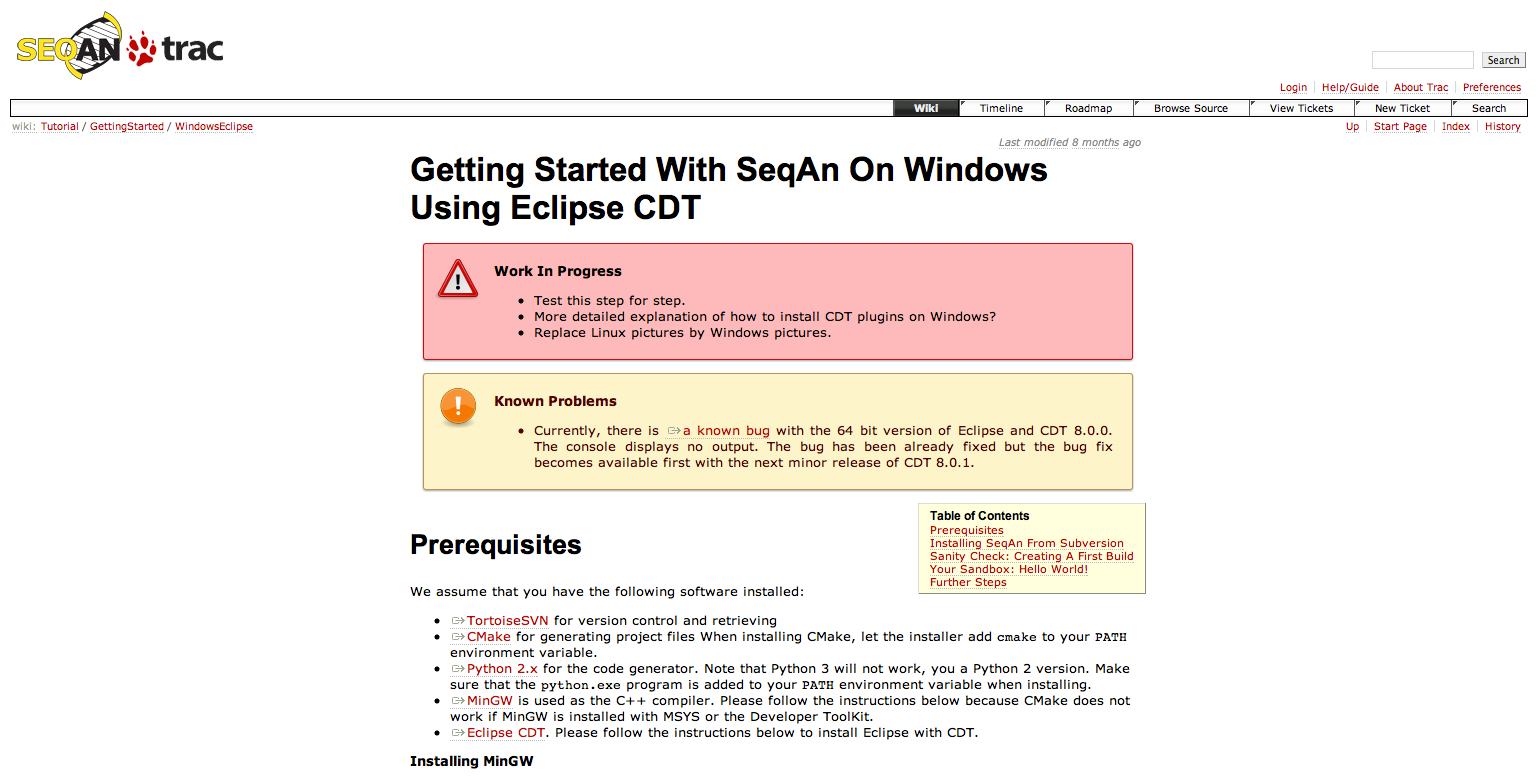 SEQAN trac
Search
Login Help/Guide About Trac Preferences
Wiki Timeline Roadmap Browse Source View Tickets New Ticket Search
wiki: Tutorial / GettingStarted / WindowsEclipse
Up Start Page Index History
Last modified 8 months ago
Getting Started With SeqAn On Windows
Using Eclipse CDT
Work In Progress
• Test this step for step.
• More detailed explanation of how to install CDT plugins on Windows?
• Replace Linux pictures by Windows pictures.
Known Problems
• Currently, there is a known bug with the 64 bit version of Eclipse and CDT 8.0.0.
The console displays no output. The bug has been already fixed but the bug fix
becomes available first with the next minor release of CDT 8.0.1.
Table of Contents
Prerequisites
Installing SeqAn From Subversion
Sanity Check: Creating A First Build
Your Sandbox: Hello World!
Further Steps
Prerequisites
We assume that you have the following software installed:
• TortoiseSVN for version control and retrieving
• CMake for generating project files When installing CMake, let the installer add cmake to your PATH
environment variable.
• Python 2.x for the code generator. Note that Python 3 will not work, you a Python 2 version. Make
sure that the python.exe program is added to your PATH environment variable when installing.
• MinGW is used as the C++ compiler. Please follow the instructions below because CMake does not
work if MinGW is installed with MSYS or the Developer ToolKit.
• Eclipse CDT. Please follow the instructions below to install Eclipse with CDT.
Installing MinGW